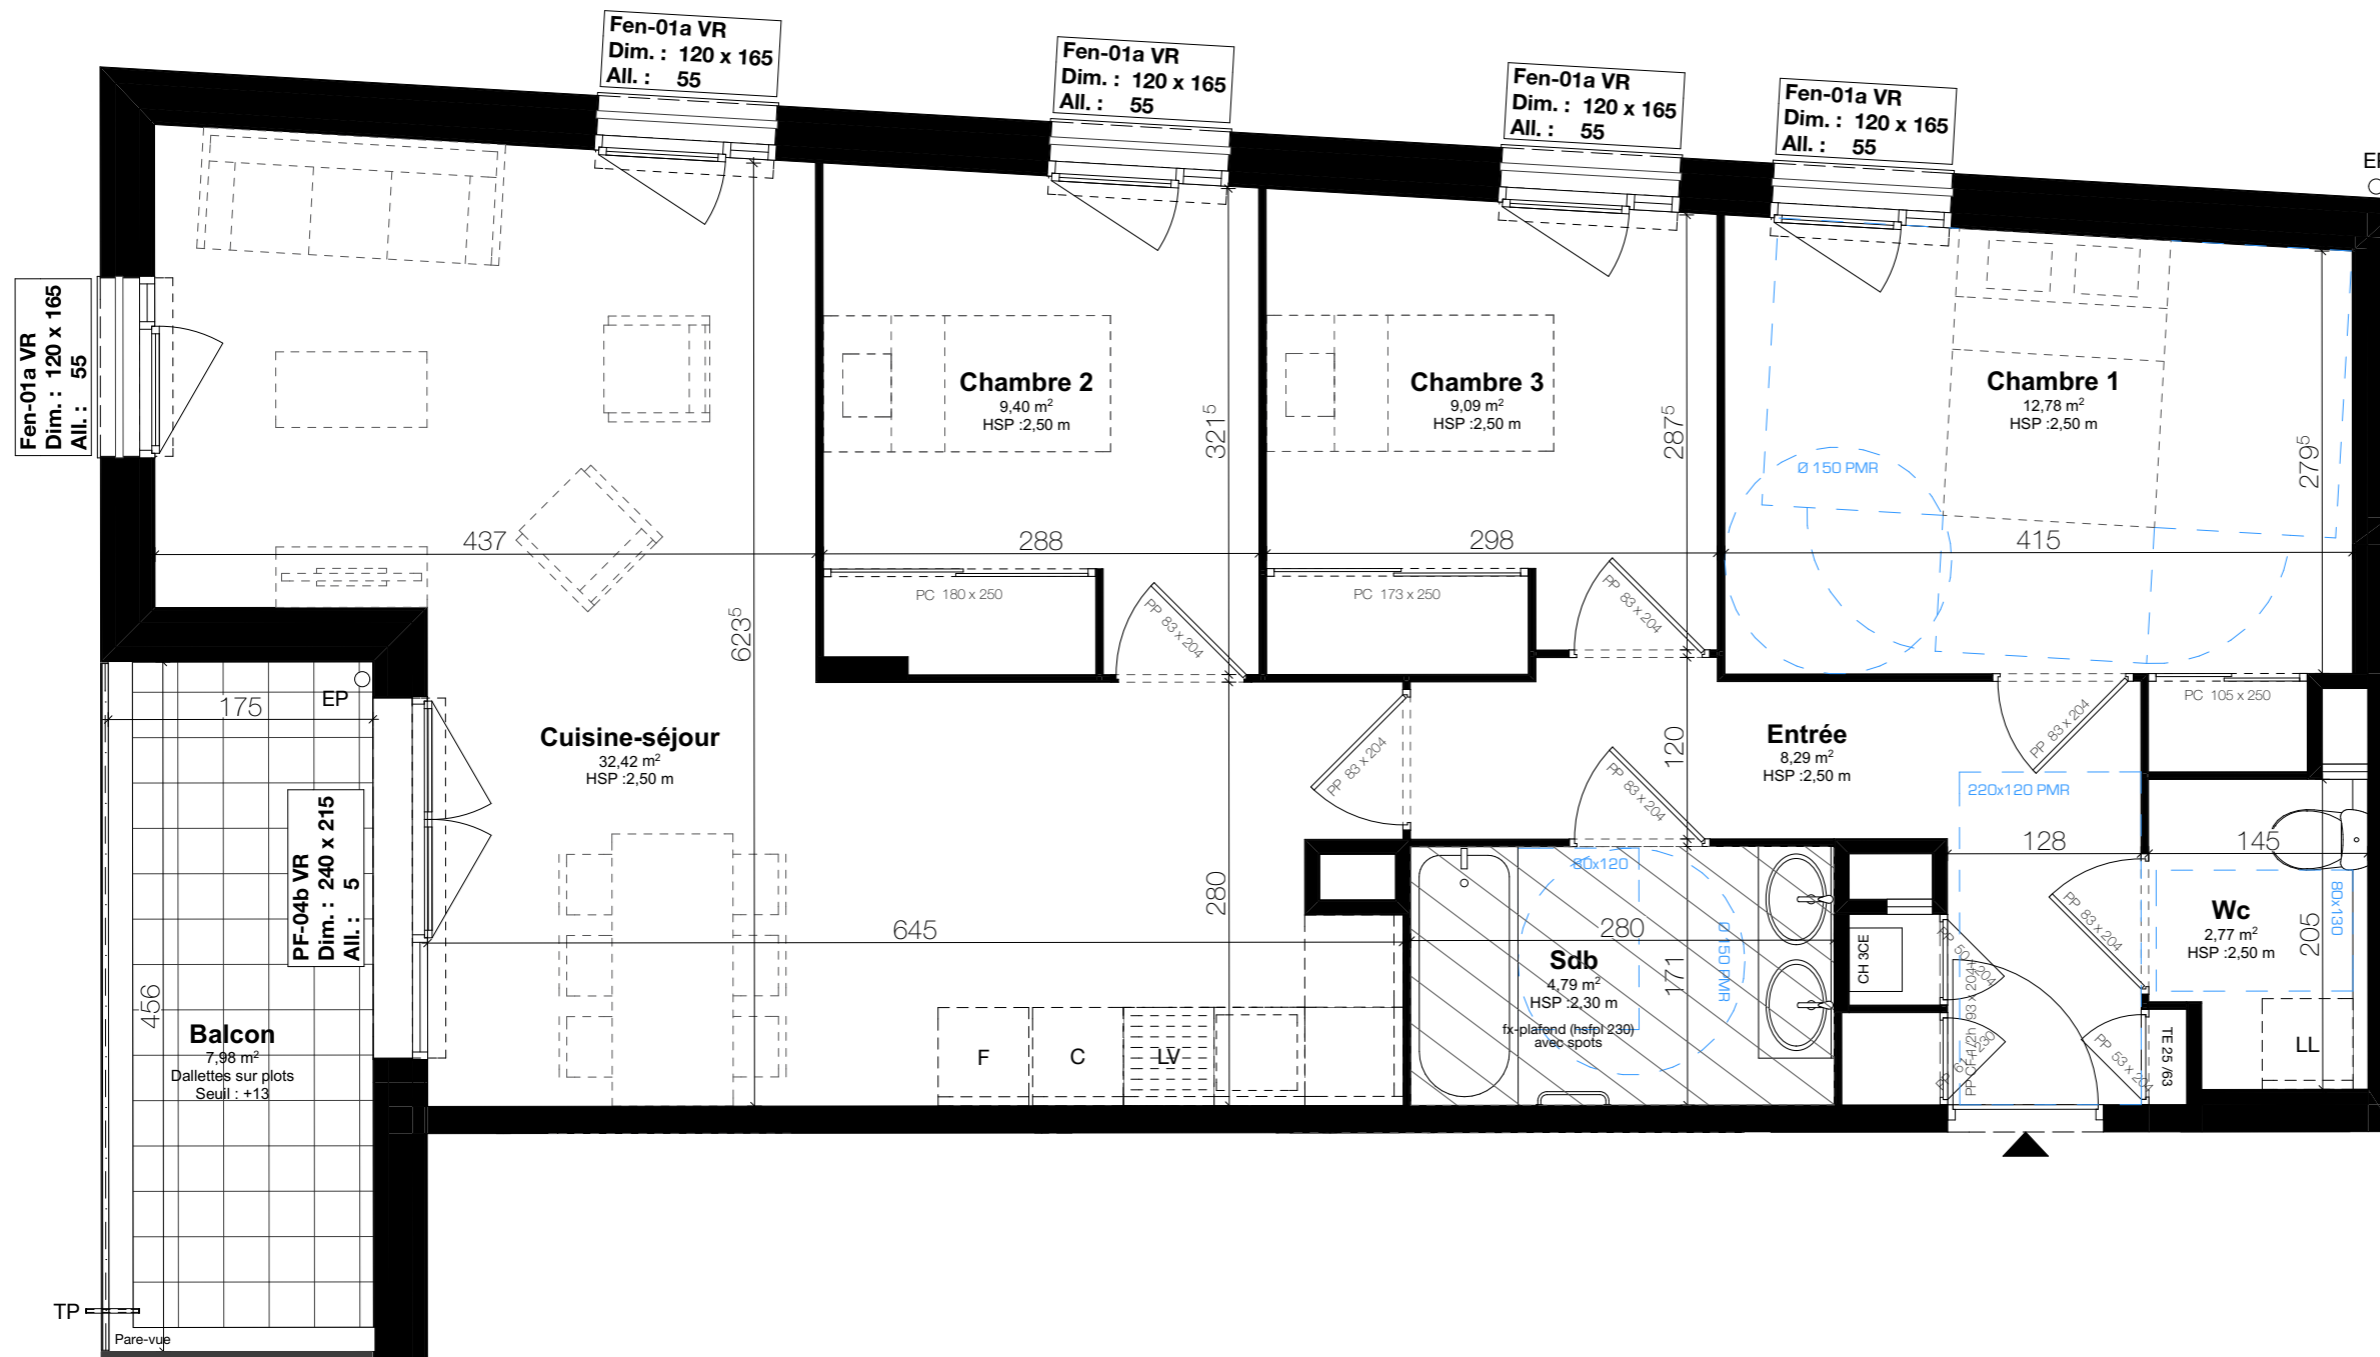 Fen-01a VR
Dim. : 120 x 165
All. : 55
Fen-01a VR
Dim. : 120 x 165
All. : 55
Fen-01a VR
Dim. : 120 x 165
All. : 55
Fen-01a VR
Dim. : 120 x 165
All. : 55
Fen-01a VR
Dim. : 120 x 165
All. : 55
Chambre 2
9,40 m²
HSP :2,50 m
Chambre 3
9,09 m²
HSP :2,50 m
Chambre 1
12,78 m²
HSP :2,50 m
Ø 150 PMR
321⁵
287⁵
279⁵
437
288
298
415
PC 180 x 250
PP 83 x 204
PC 173 x 250
PP 83 x 204
623⁵
175
EP
Cuisine-séjour
32,42 m²
HSP :2,50 m
PP 83 x 204
120
PP 83 x 204
Entrée
8,29 m²
HSP :2,50 m
PP 83 x 204
PC 105 x 250
220x120 PMR
PF-04b VR
Dim. : 240 x 215
All. : 5
128
145
80x120
280
645
280
171
Ø 150 PMR
Sdb
4,79 m²
HSP :2,30 m
fx-plafond (hsfpl 230)
avec spots
CH 3CE
PP 50 x 204
PP CF 1/2h 93 x 204
PP 83 x 204
Wc
2,77 m²
HSP :2,50 m
80x130
205
456
Balcon
7,98 m²
Dallettes sur plots
Seuil : +13
F
C
LV
TE 25 /63
LL
TP
Pare-vue